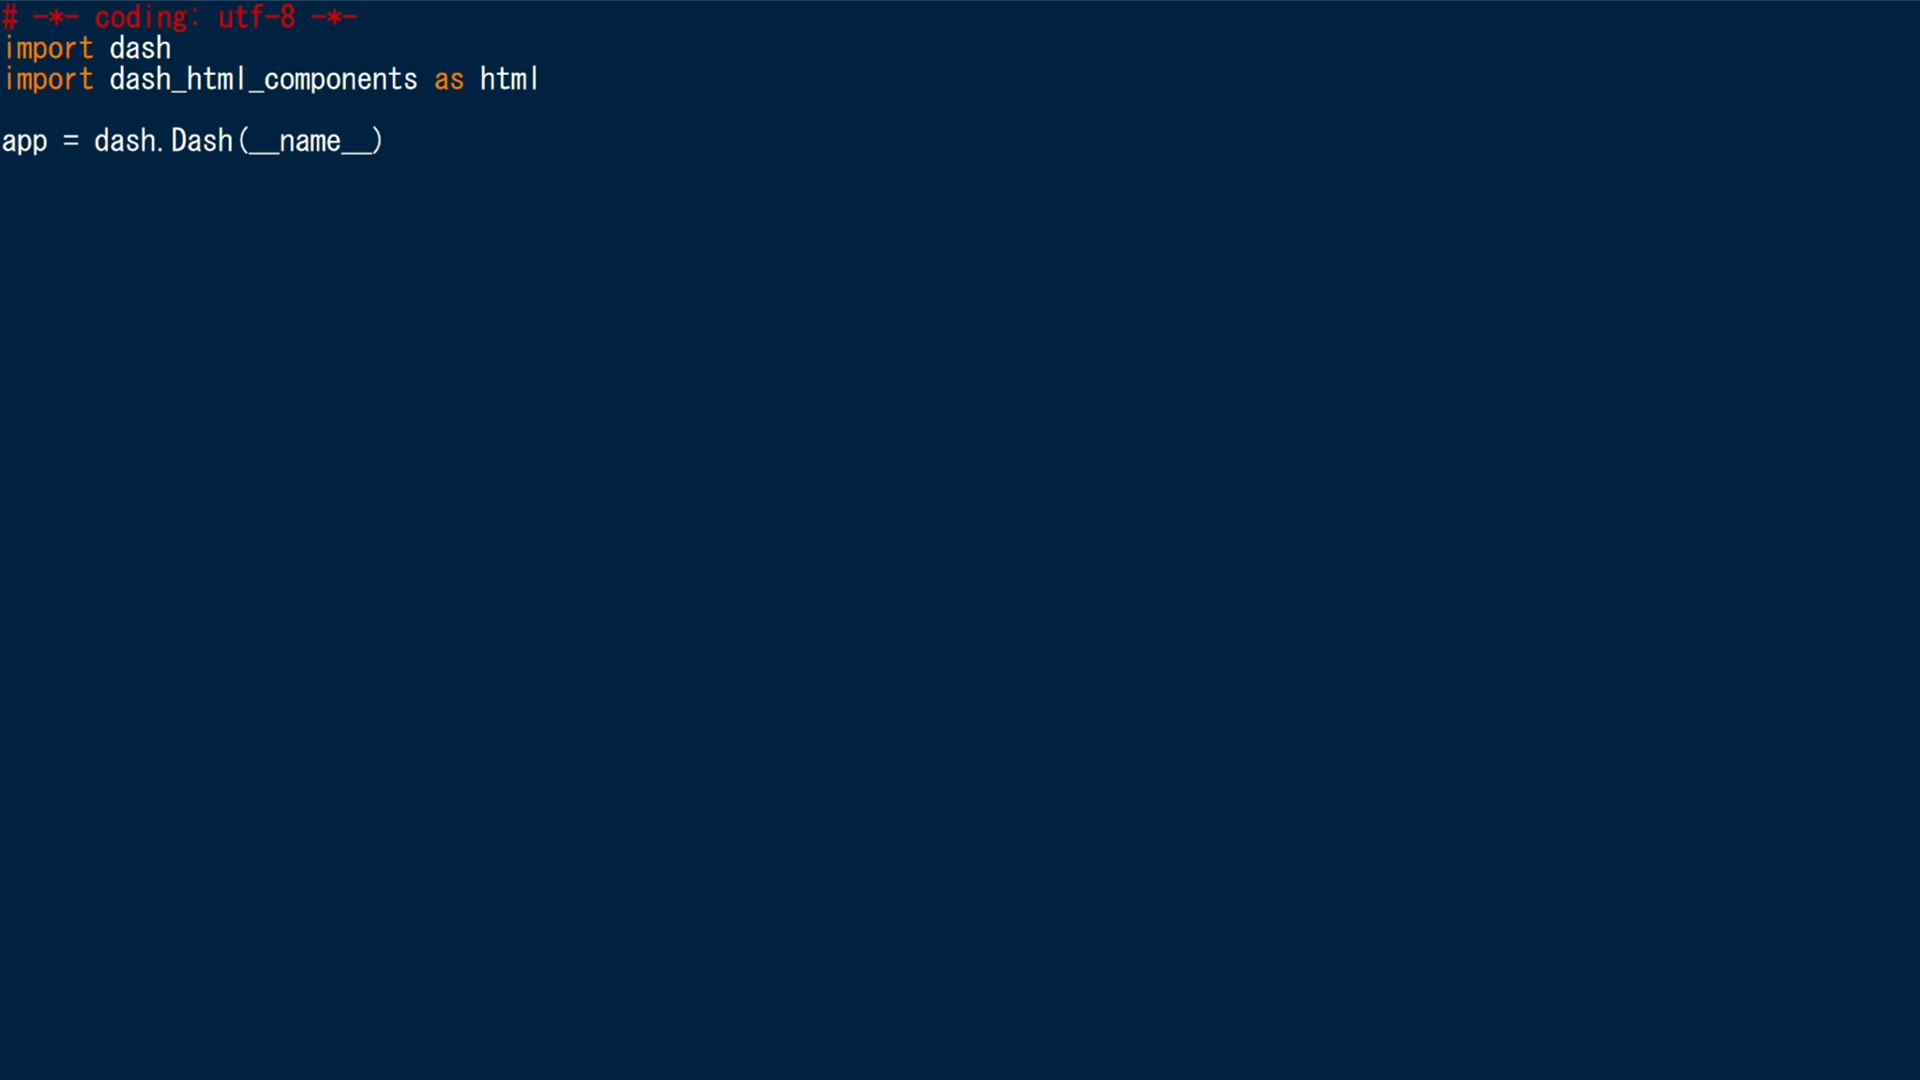 # -*- coding: utf-8 -*-
import dash
import dash_html_components as html
app = dash.Dash(__name__)